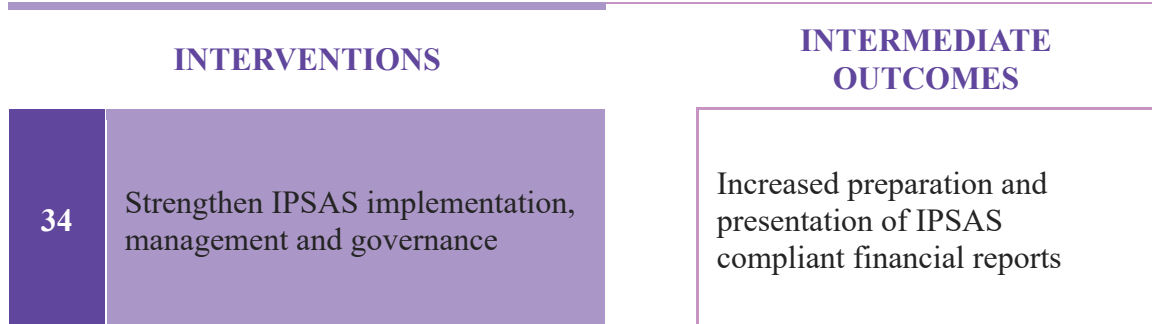 INTERVENTIONS
INTERMEDIATE
OUTCOMES
34
Strengthen IPSAS implementation,
management and governance
Increased preparation and
presentation of IPSAS
compliant financial reports